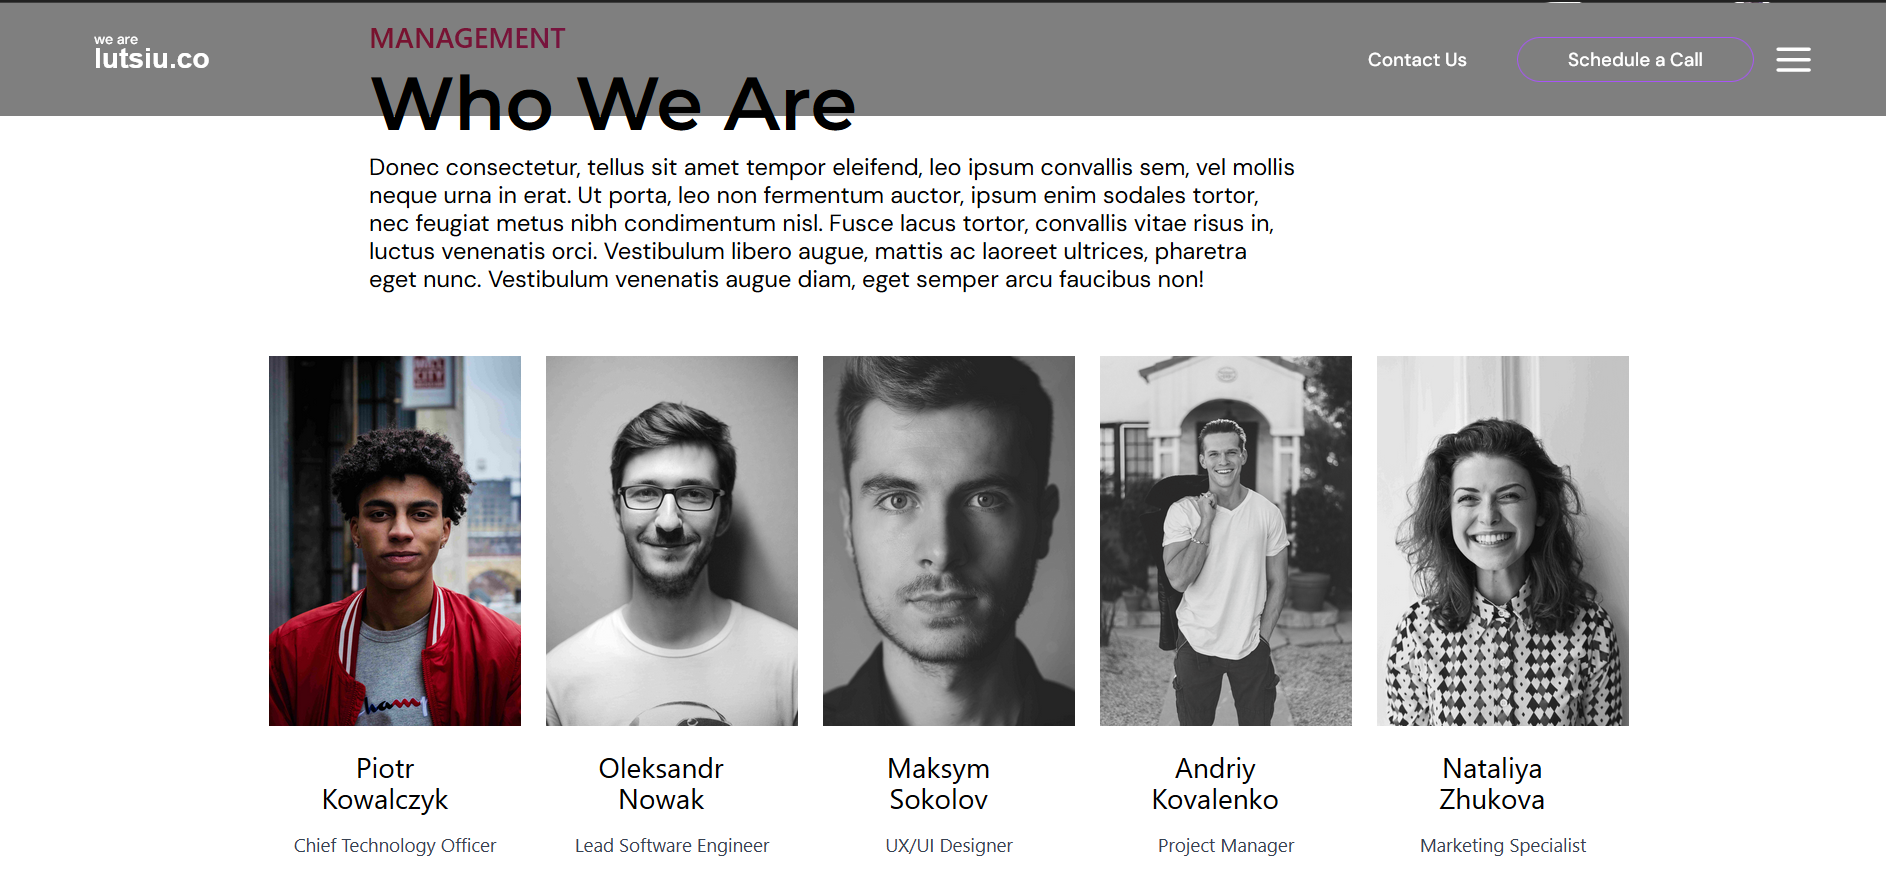 we are
lutsiu.co
Contact Us
Schedule a Call
MANAGEMENT
Who We Are
Donec consectetur, tellus sit amet tempor eleifend, leo ipsum convallis sem, vel mollis
neque urna in erat. Ut porta, leo non fermentum auctor, ipsum enim sodales tortor,
nec feugiat metus nibh condimentum nisl. Fusce lacus tortor, convallis vitae risus in,
luctus venenatis orci. Vestibulum libero augue, mattis ac laoreet ultrices, pharetra
eget nunc. Vestibulum venenatis augue diam, eget semper arcu faucibus non!
CITY
Piotr
Kowalczyk
Chief Technology Officer
Oleksandr
Nowak
Lead Software Engineer
Maksym
Sokolov
UX/UI Designer
Andriy
Kovalenko
Project Manager
Nataliya
Zhukova
Marketing Specialist